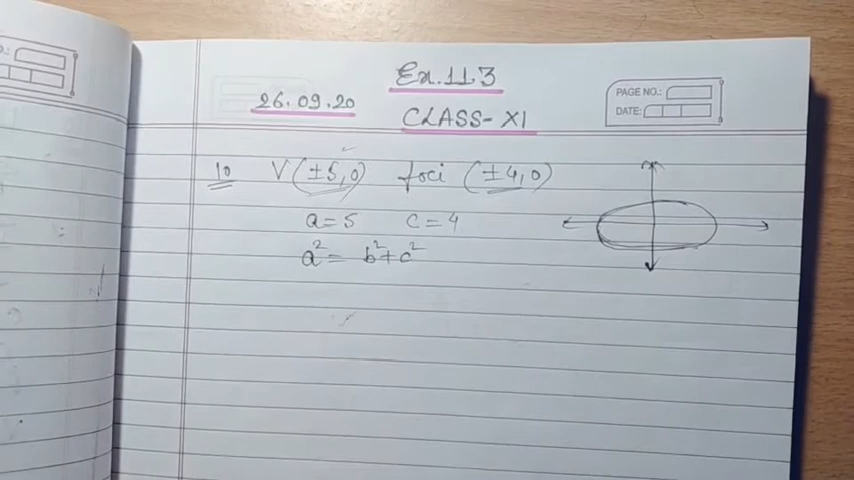 Ex.11.3
26.09.20
CLASS-XI
PAGE NO.:
DATE:
10 V(±5,0) foci (±4,0)
a=5 c=4
a²= b²+c²